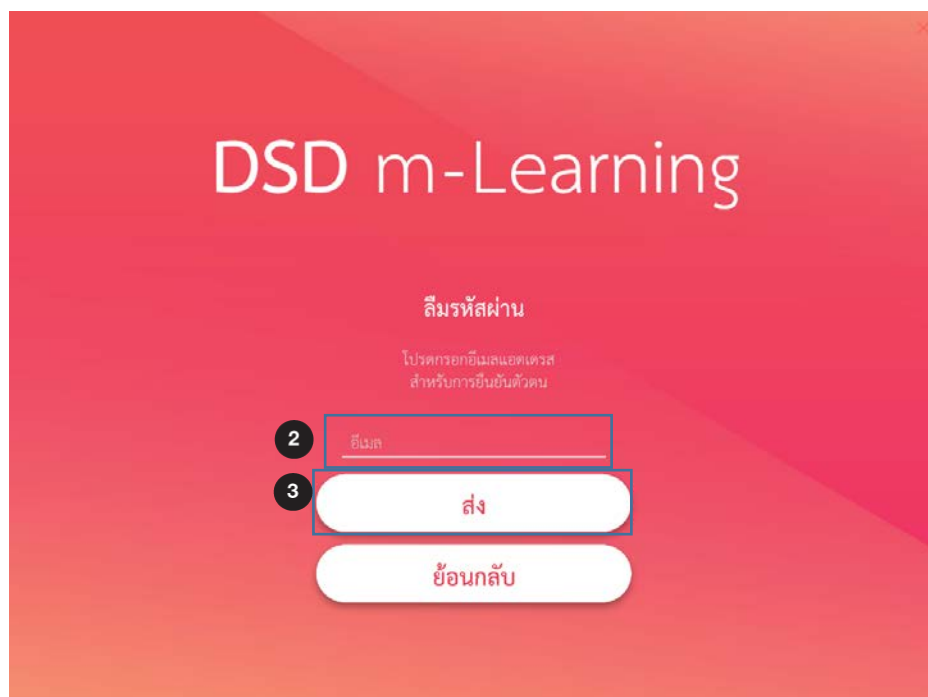 DSD m-Learning
ลืมรหัสผ่าน
โปรดกรอกอีเมลแอดเดรส
สำหรับการยืนยันตัวตน
2
อีเมล
3
ส่ง
ย้อนกลับ